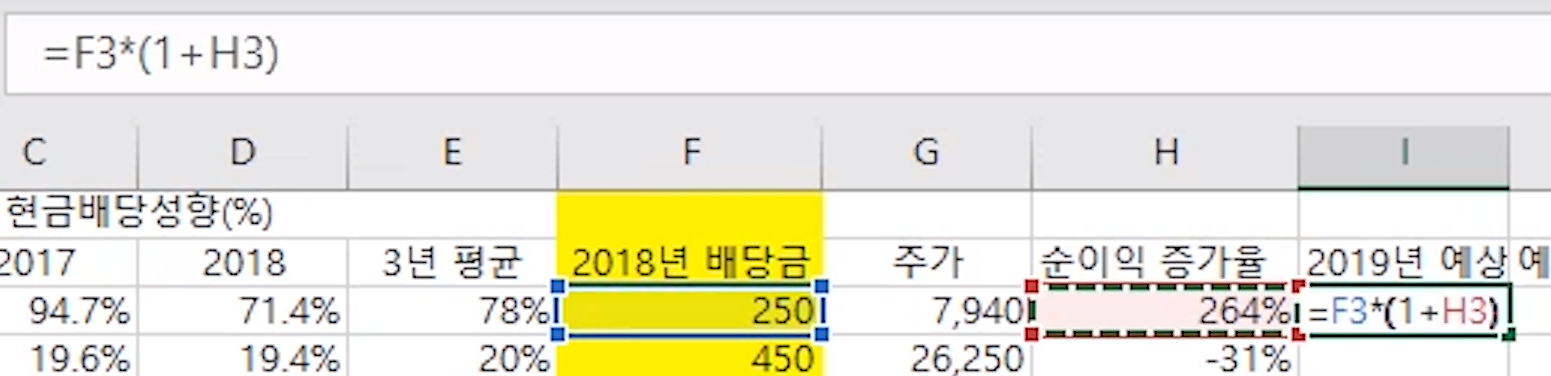 =F3*(1+H3)
C D E F G H I
현금배당성향(%)
2017 2018 3년 평균 2018년 배당금 주가 순이익 증가율 2019년 예상 예
94.7% 71.4% 78% 250 7,940 264% =F3*(1+H3)
19.6% 19.4% 20% 450 26,250 -31%